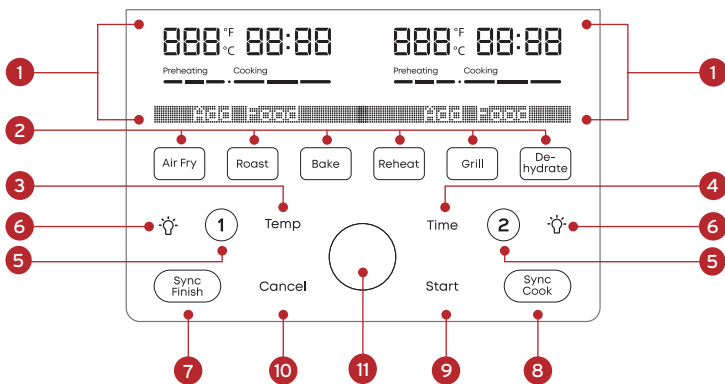 888 °F °C 88:88 888 °F °C 88:88
Preheating Cooking Preheating Cooking
1 1
Add Food Add Food
2
Air Fry Roast Bake Reheat Grill De-
hydrate
3 4
Temp Time
6 1 2 6
5 5
Sync
Finish Cancel Start Sync
Cook
7 10 11 9 8